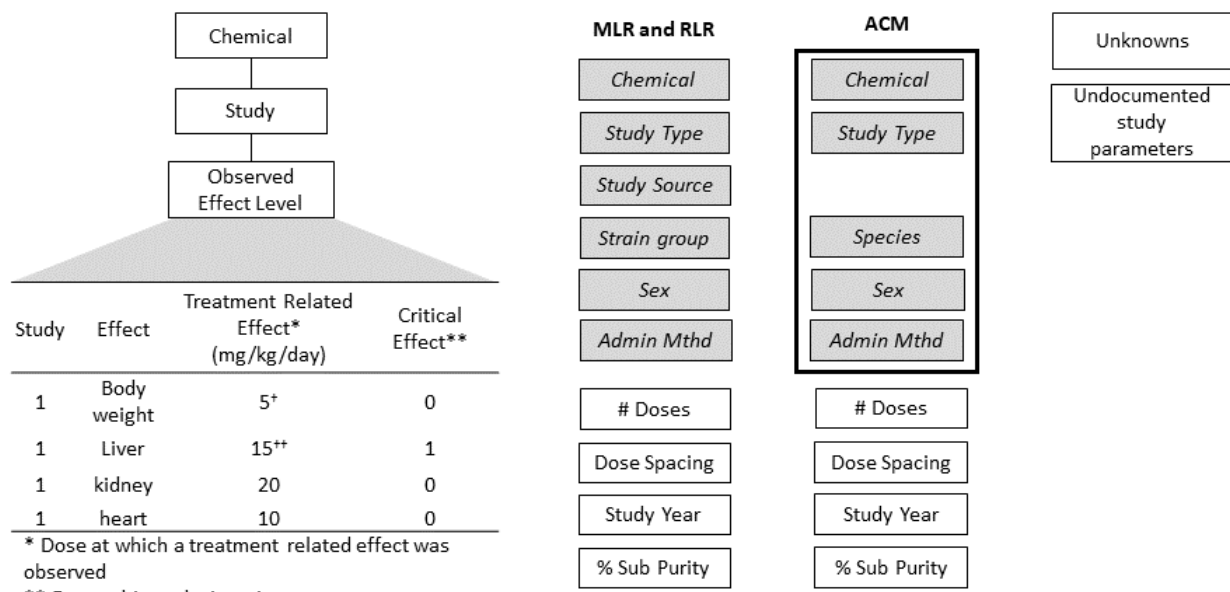 Chemical
Study
Observed
Effect Level
Study Effect Treatment Related Effect* (mg/kg/day) Critical Effect**
1 Body weight 5⁺ 0
1 Liver 15⁺⁺ 1
1 kidney 20 0
1 heart 10 0
* Dose at which a treatment related effect was
observed
MLR and RLR
Chemical
Study Type
Study Source
Strain group
Sex
Admin Mthd
# Doses
Dose Spacing
Study Year
% Sub Purity
ACM
Chemical
Study Type
Species
Sex
Admin Mthd
# Doses
Dose Spacing
Study Year
% Sub Purity
Unknowns
Undocumented
study
parameters